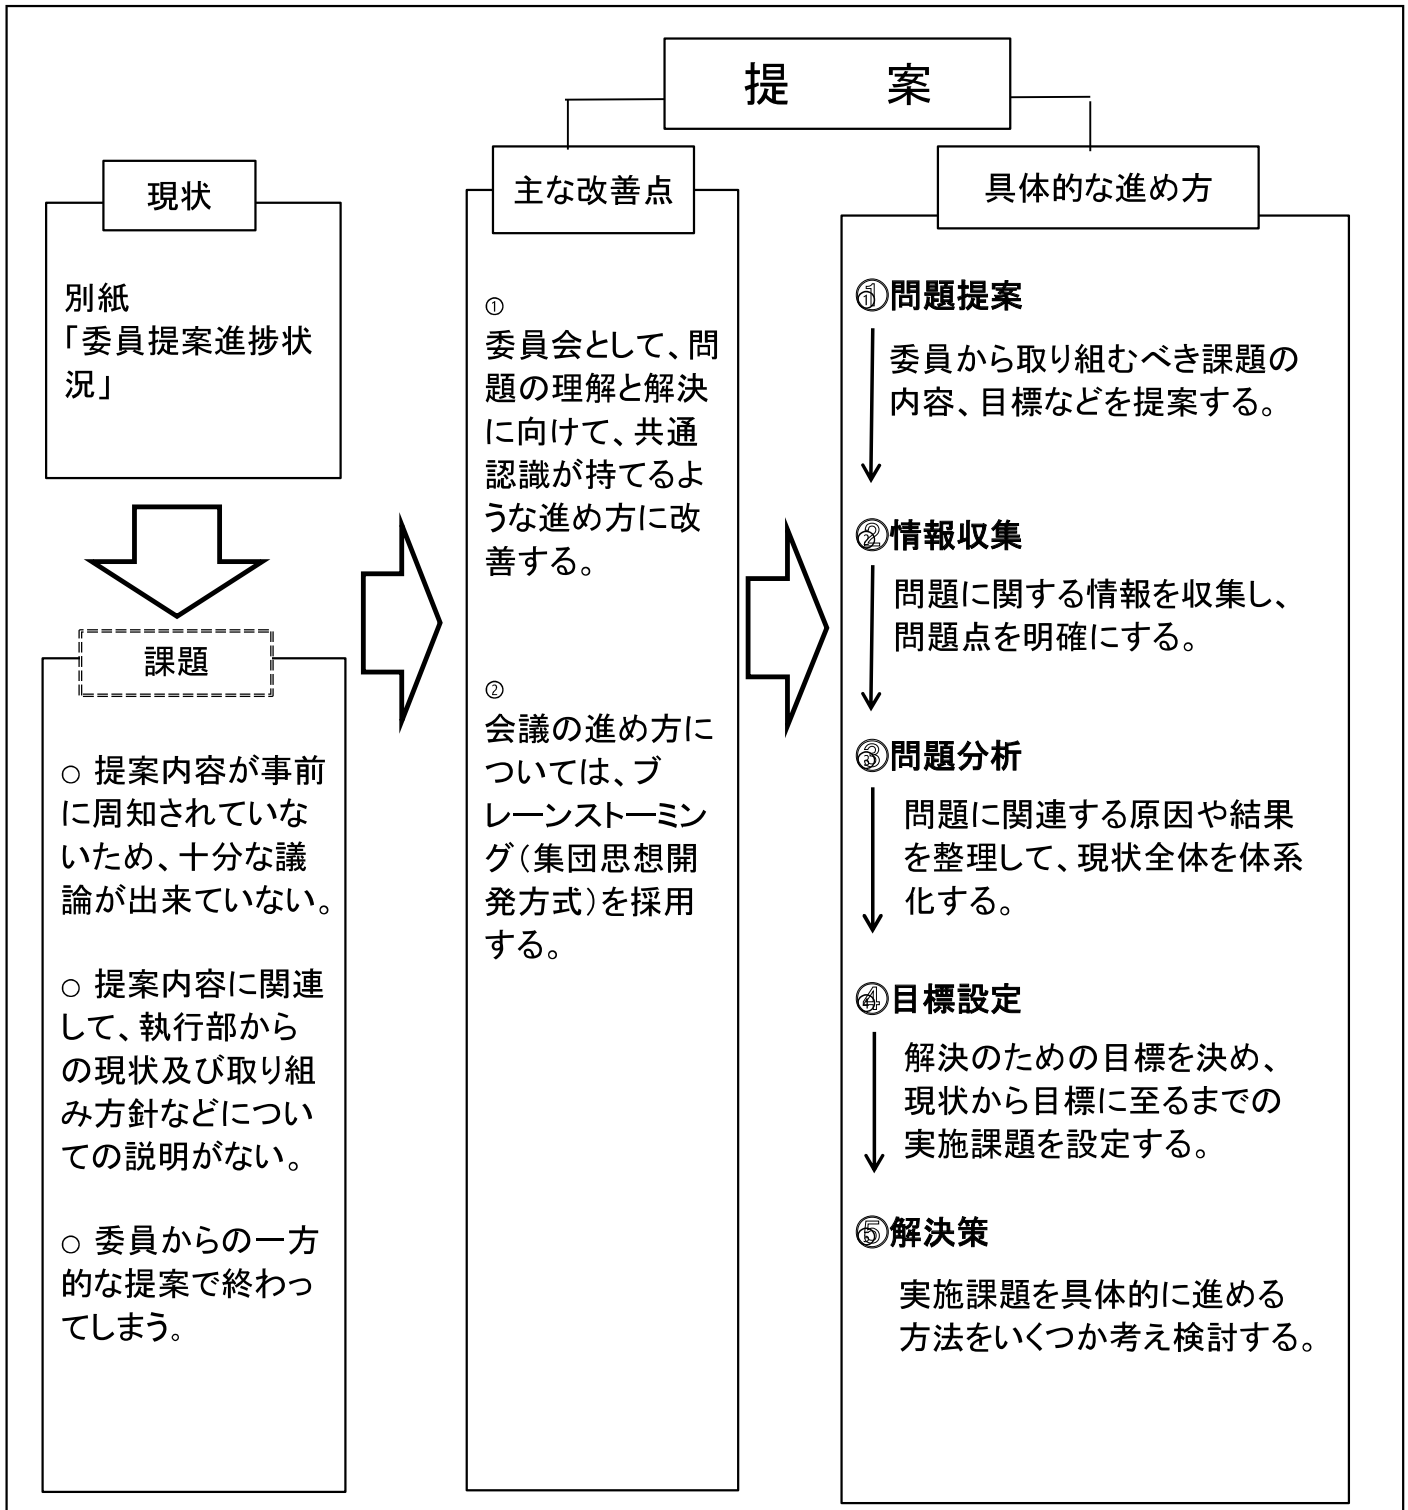 提　　案
現状
別紙
「委員提案進捗状
況」
課題
○ 提案内容が事前
に周知されていな
いため、十分な議
論が出来ていない。
○ 提案内容に関連
して、執行部から
の現状及び取り組
み方針などについ
ての説明がない。
○ 委員からの一方
的な提案で終わっ
てしまう。
主な改善点
①
委員会として、問
題の理解と解決
に向けて、共通
認識が持てるよ
うな進め方に改
善する。
②
会議の進め方に
ついては、ブ
レーンストーミン
グ（集団思想開
発方式）を採用
する。
具体的な進め方
①問題提案
委員から取り組むべき課題の
内容、目標などを提案する。
②情報収集
問題に関する情報を収集し、
問題点を明確にする。
③問題分析
問題に関連する原因や結果
を整理して、現状全体を体系
化する。
④目標設定
解決のための目標を決め、
現状から目標に至るまでの
実施課題を設定する。
⑤解決策
実施課題を具体的に進める
方法をいくつか考え検討する。